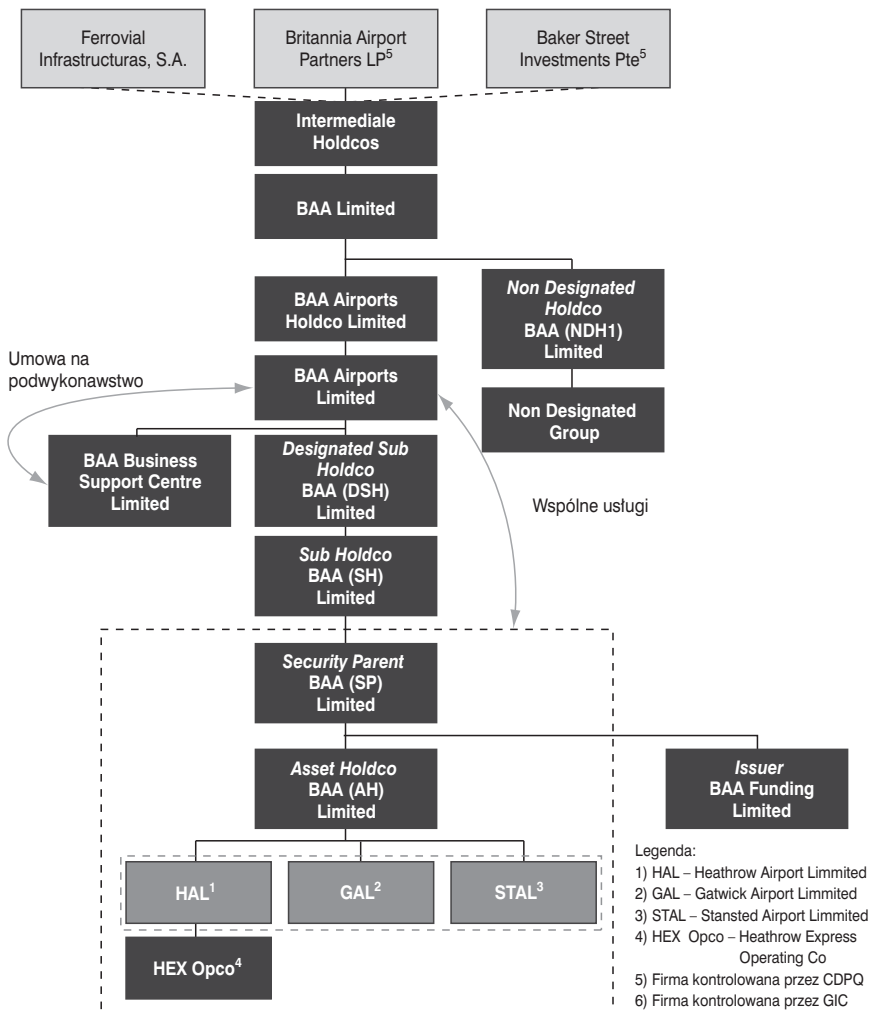 Ferrovial
Infrastructuras, S.A.
Britannia Airport
Partners LP5
Baker Street
Investments Pte5
Intermediale
Holdcos
BAA Limited
BAA Airports
Holdco Limited
Non Designated
Holdco
BAA (NDH1)
Limited
Umowa na
podwykonawstwo
BAA Airports
Limited
Non Designated
Group
BAA Business
Support Centre
Limited
Designated Sub
Holdco
BAA (DSH)
Limited
Wspólne usługi
Sub Holdco
BAA (SH)
Limited
Security Parent
BAA (SP)
Limited
Asset Holdco
BAA (AH)
Limited
Issuer
BAA Funding
Limited
HAL1
GAL2
STAL3
HEX Opco4
Legenda:
1) HAL – Heathrow Airport Limmited
2) GAL – Gatwick Airport Limmited
3) STAL – Stansted Airport Limmited
4) HEX Opco – Heathrow Express
Operating Co
5) Firma kontrolowana przez CDPQ
6) Firma kontrolowana przez GIC